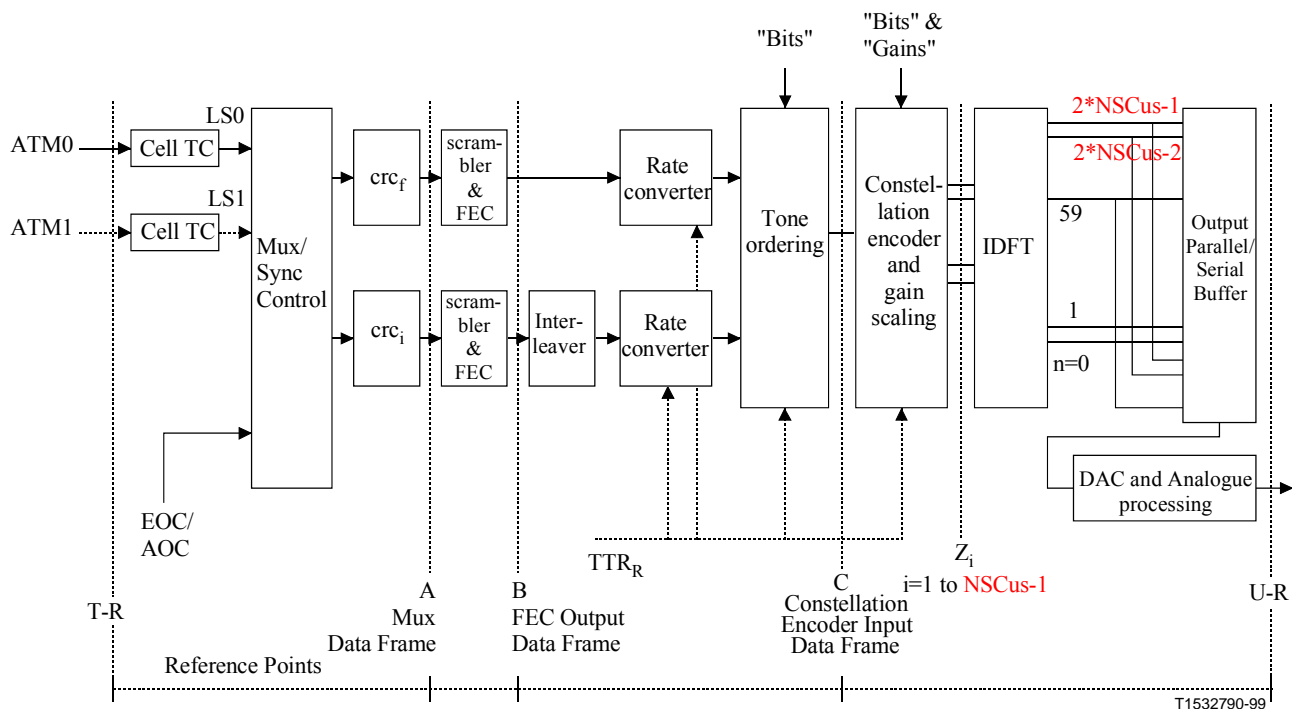 "Bits"
"Bits" &
"Gains"
LS0
ATM0
Cell TC
LS1
ATM1
Cell TC
Mux/
Sync
Control
crcf
scram-
bler
&
FEC
Rate
converter
crci
scram-
bler
&
FEC
Inter-
leaver
Rate
converter
Tone
ordering
Constel-
lation
encoder
and
gain
scaling
IDFT
2*NSCus-1
2*NSCus-2
59
1
n=0
Output
Parallel/
Serial
Buffer
DAC and Analogue
processing
EOC/
AOC
TTRR
Zi
i=1 to NSCus-1
T-R
A
Mux
Data Frame
B
FEC Output
Data Frame
C
Constellation
Encoder Input
Data Frame
U-R
Reference Points
T1532790-99